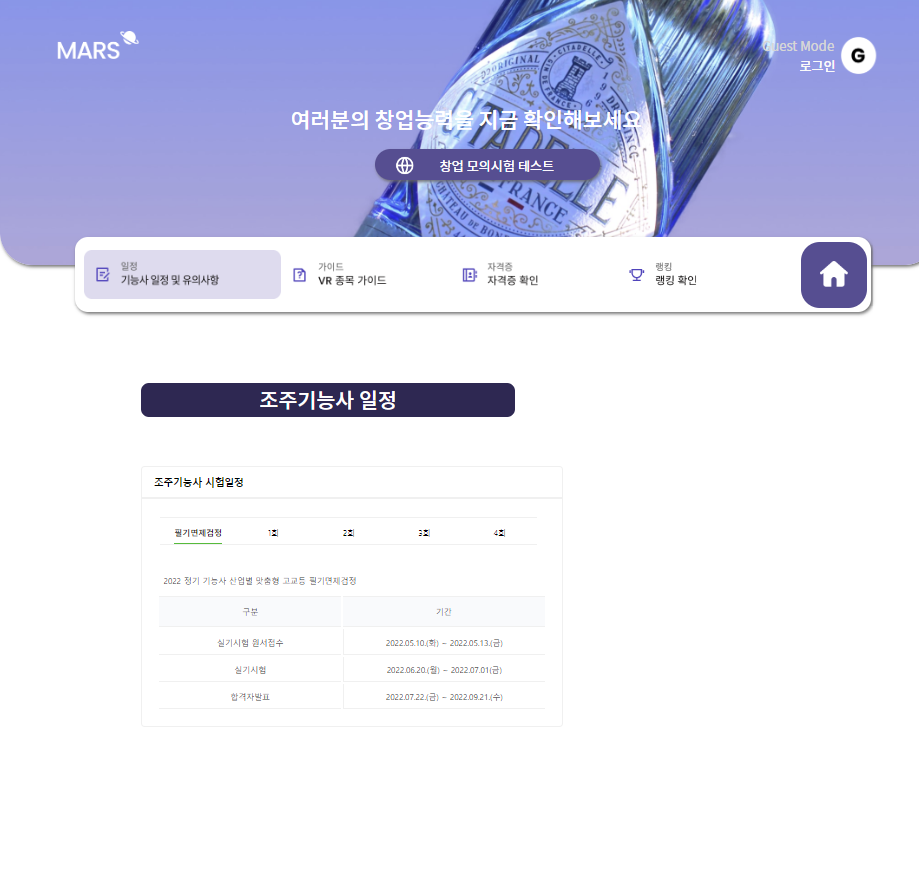 MARS
Guest Mode
로그인
G
여러분의 창업능력을 지금 확인해보세요
창업 모의시험 테스트
ORIGINAL
CITADELLE
FRANCE
일정
기능사 일정 및 유의사항
가이드
VR 종목 가이드
자격증
자격증 확인
랭킹
랭킹 확인
조주기능사 일정
조주기능사 시험일정
필기면제검정 1회 2회 3회 4회
2022 정기 기능사 산업별 맞춤형 고교등 필기면제검정
구분 기간
실기시험 원서접수 2022.05.10.(화) ~ 2022.05.13.(금)
실기시험 2022.06.20.(월) ~ 2022.07.01(금)
합격자발표 2022.07.22.(금) ~ 2022.09.21.(수)